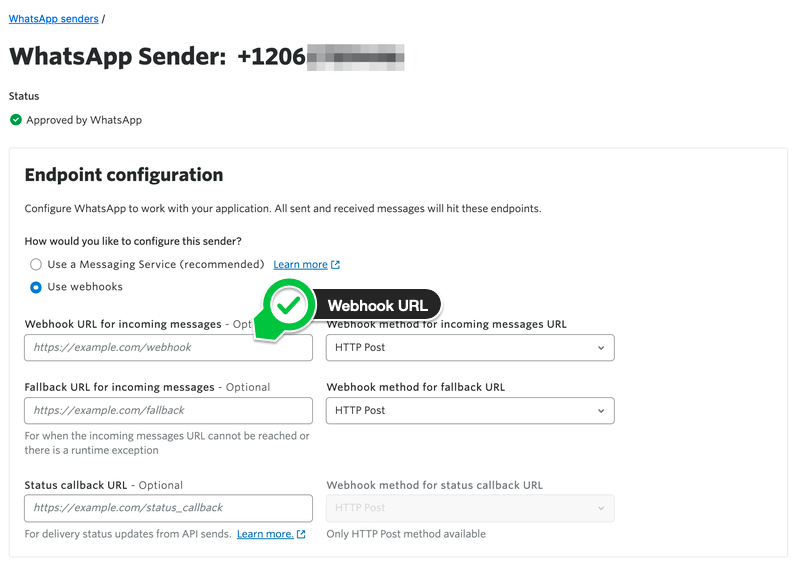 WhatsApp senders /
WhatsApp Sender: +1206
Status
Approved by WhatsApp
Endpoint configuration
Configure WhatsApp to work with your application. All sent and received messages will hit these endpoints.
How would you like to configure this sender?
Use a Messaging Service (recommended) Learn more
Use webhooks
Webhook URL
Webhook URL for incoming messages - Opt
Webhook method for incoming messages URL
https://example.com/webhook
HTTP Post
Fallback URL for incoming messages - Optional
Webhook method for fallback URL
https://example.com/fallback
HTTP Post
For when the incoming messages URL cannot be reached or
there is a runtime exception
Status callback URL - Optional
Webhook method for status callback URL
https://example.com/status_callback
HTTP Post
For delivery status updates from API sends. Learn more.
Only HTTP Post method available